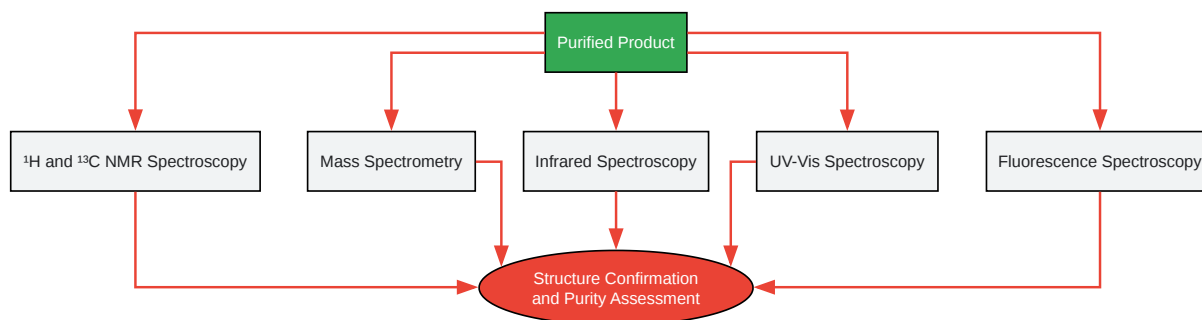 Purified Product
¹H and ¹³C NMR Spectroscopy
Mass Spectrometry
Infrared Spectroscopy
UV-Vis Spectroscopy
Fluorescence Spectroscopy
Structure Confirmation
and Purity Assessment